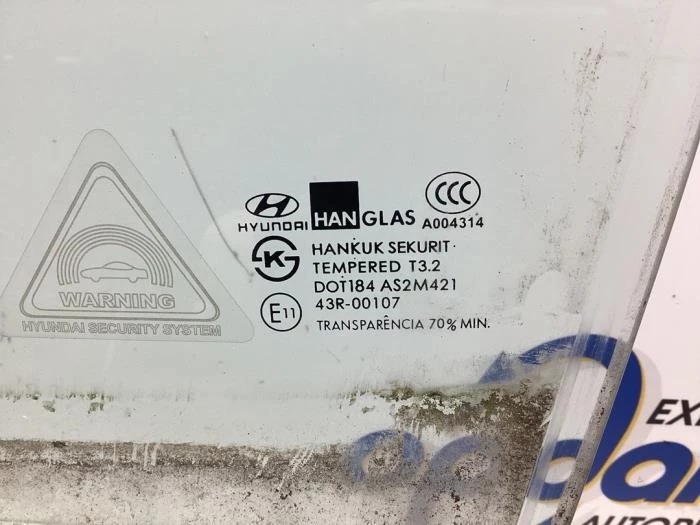 HYUNDAI
HANGLAS
CCC
A004314
HANKUK SEKURIT
TEMPERED T3.2
DOT184 AS2M421
E11
43R-00107
TRANSPARÊNCIA 70% MIN.
WARNING
HYUNDAI SECURITY SYSTEM